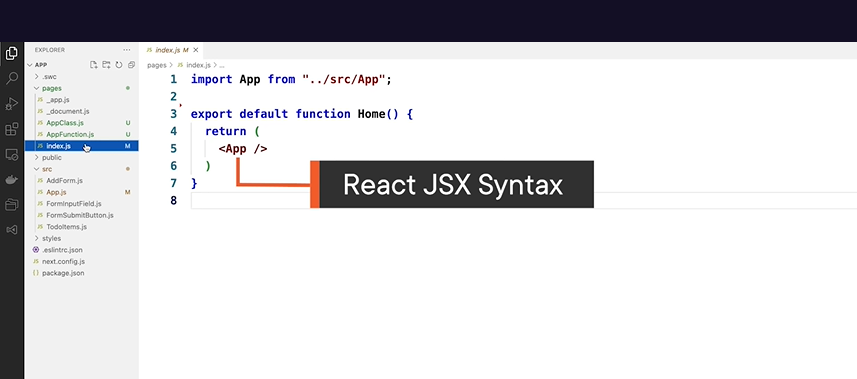 EXPLORER
APP
.swc
pages
JS _app.js
JS _document.js
JS AppClass.js U
JS AppFunction.js U
JS index.js M
public
src
JS AddForm.js
JS App.js M
JS FormInputField.js
JS FormSubmitButton.js
JS TodoItems.js
styles
.eslintrc.json
JS next.config.js
{} package.json
JS index.js M ×
pages > JS index.js > ...
1 import App from "../src/App";
2
3 export default function Home() {
4 return (
5 <App />
6 )
7 }
8
React JSX Syntax